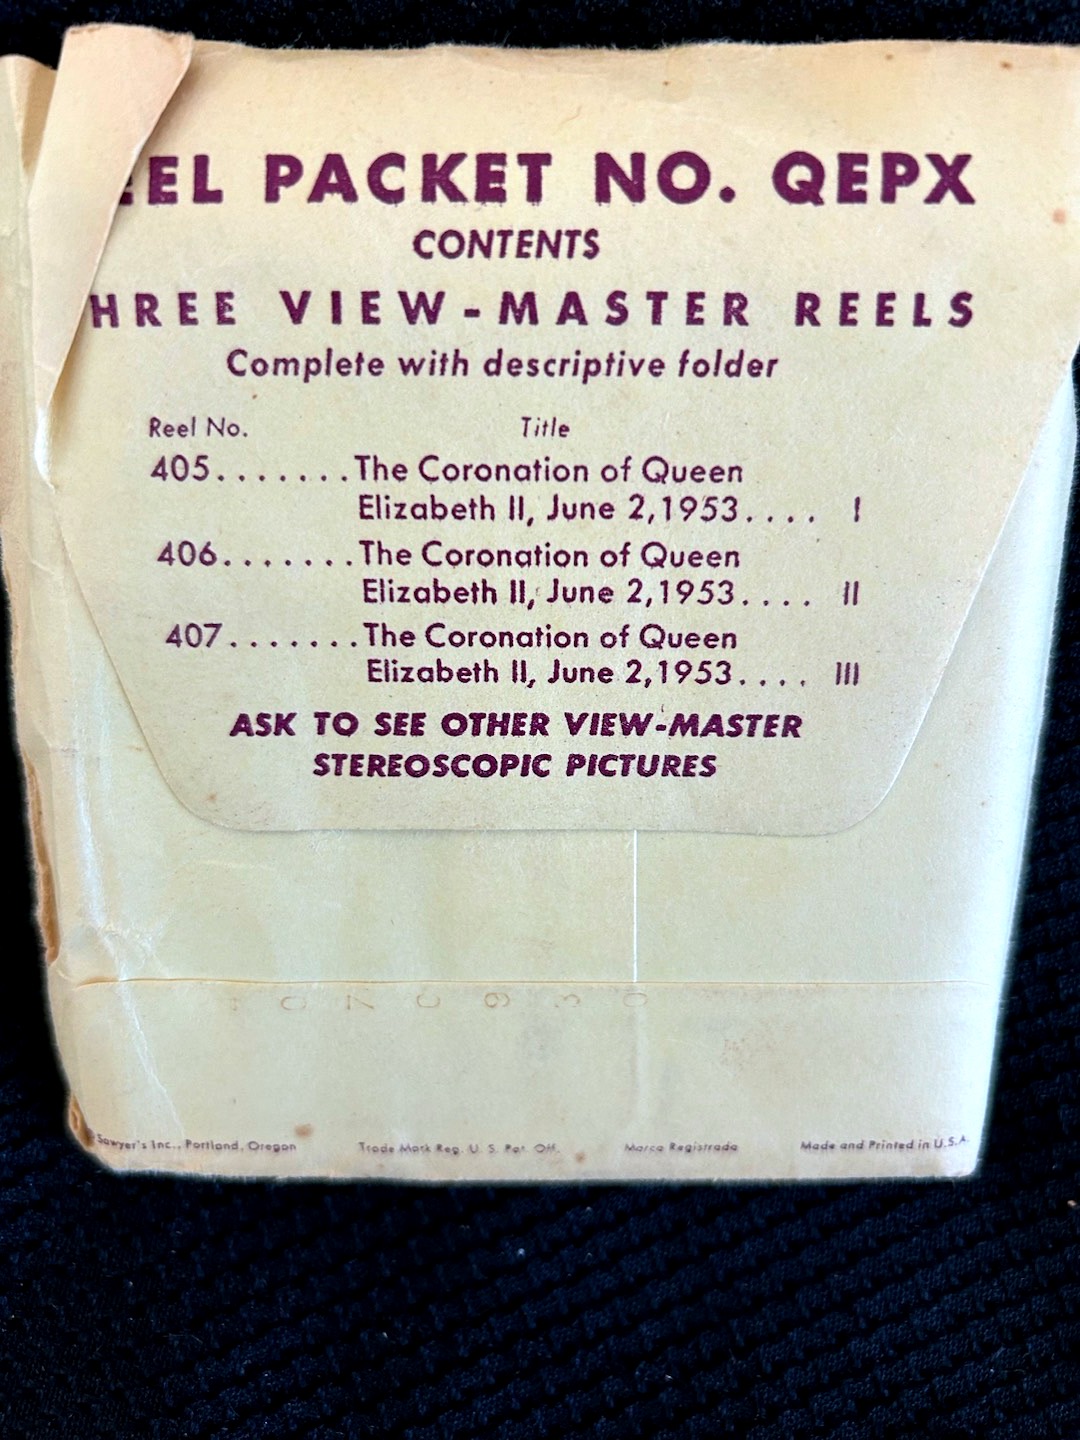 EEL PACKET NO. QEPX
CONTENTS
HREE VIEW-MASTER REELS
Complete with descriptive folder
Reel No. Title
405.......The Coronation of Queen
Elizabeth II, June 2,1953.... I
406.......The Coronation of Queen
Elizabeth II, June 2,1953.... II
407.......The Coronation of Queen
Elizabeth II, June 2,1953.... III
ASK TO SEE OTHER VIEW-MASTER
STEREOSCOPIC PICTURES
Sawyer's Inc., Portland, Oregon Trade Mark Reg. U. S. Pat. Off. Marca Registrada Made and Printed in U.S.A.